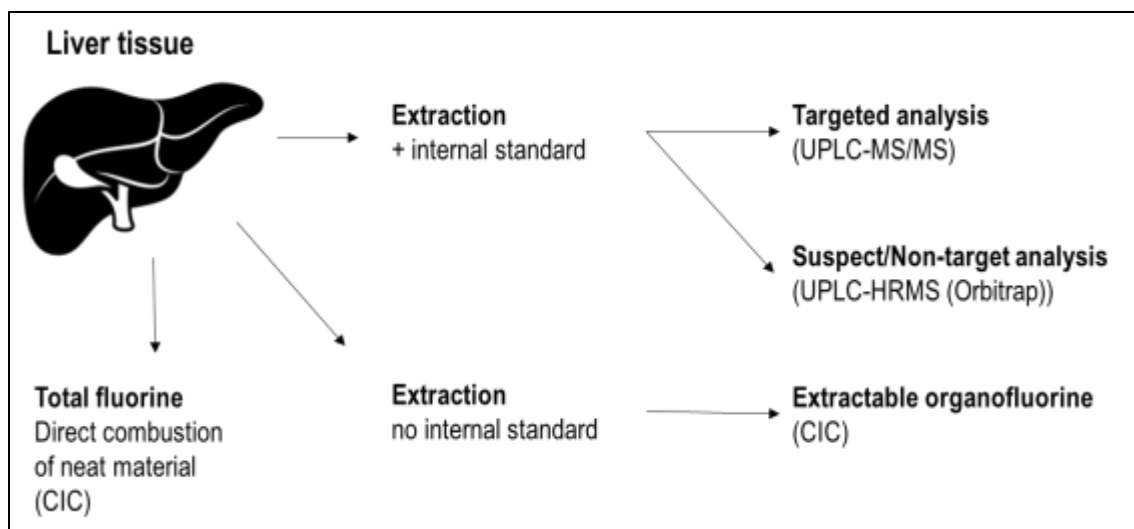 Liver tissue
Extraction
+ internal standard
Targeted analysis
(UPLC-MS/MS)
Suspect/Non-target analysis
(UPLC-HRMS (Orbitrap))
Total fluorine
Direct combustion
of neat material
(CIC)
Extraction
no internal standard
Extractable organofluorine
(CIC)